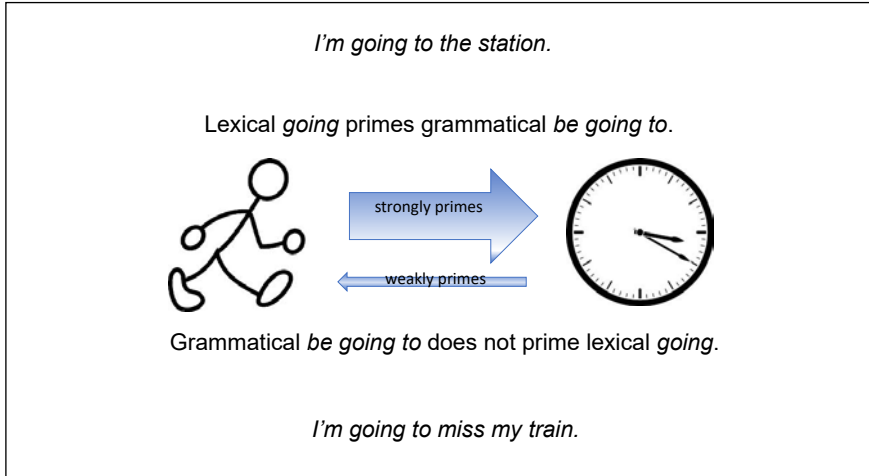 I’m going to the station.
Lexical going primes grammatical be going to.
strongly primes
weakly primes
Grammatical be going to does not prime lexical going.
I’m going to miss my train.